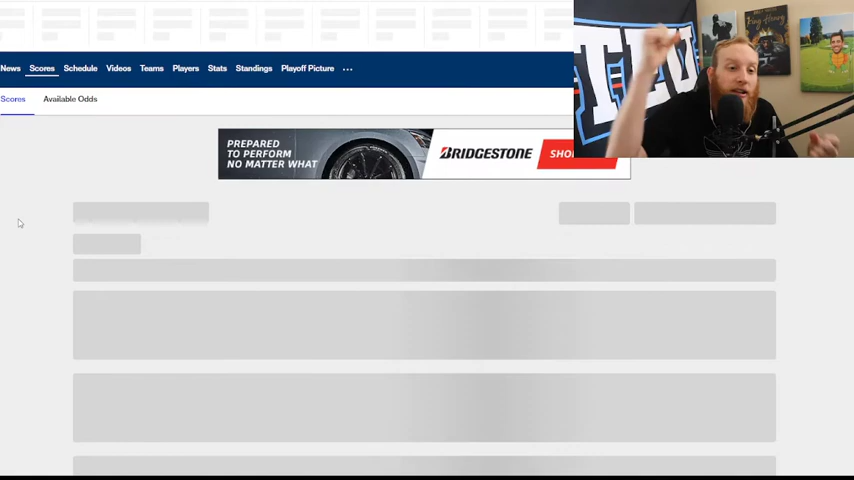 News Scores Schedule Videos Teams Players Stats Standings Playoff Picture ...
Scores Available Odds
PREPARED
TO PERFORM
NO MATTER WHAT
BRIDGESTONE